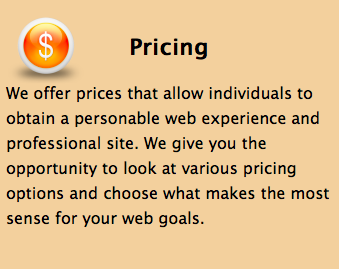 $
Pricing
We offer prices that allow individuals to
obtain a personable web experience and
professional site. We give you the
opportunity to look at various pricing
options and choose what makes the most
sense for your web goals.